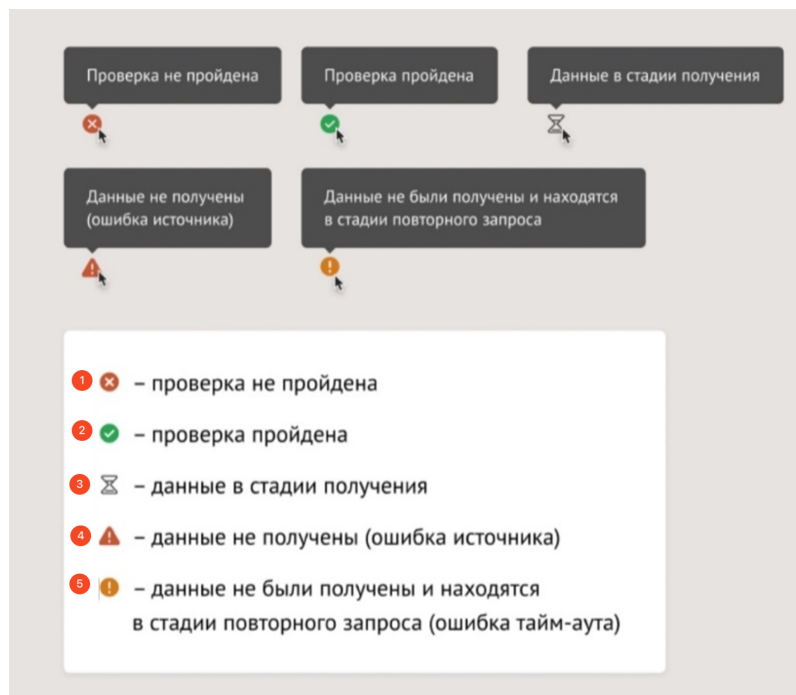 Проверка не пройдена
Проверка пройдена
Данные в стадии получения
Данные не получены
(ошибка источника)
Данные не были получены и находятся
в стадии повторного запроса
1 – проверка не пройдена
2 – проверка пройдена
3 – данные в стадии получения
4 – данные не получены (ошибка источника)
5 – данные не были получены и находятся
в стадии повторного запроса (ошибка тайм-аута)